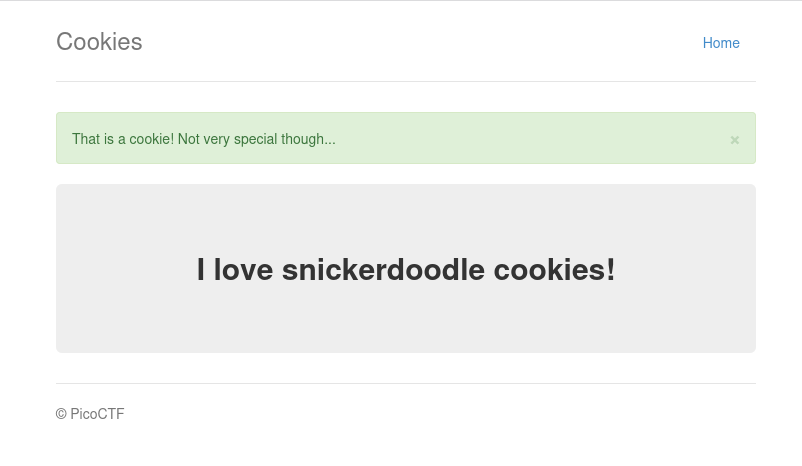 Cookies
Home
That is a cookie! Not very special though...
×
I love snickerdoodle cookies!
© PicoCTF